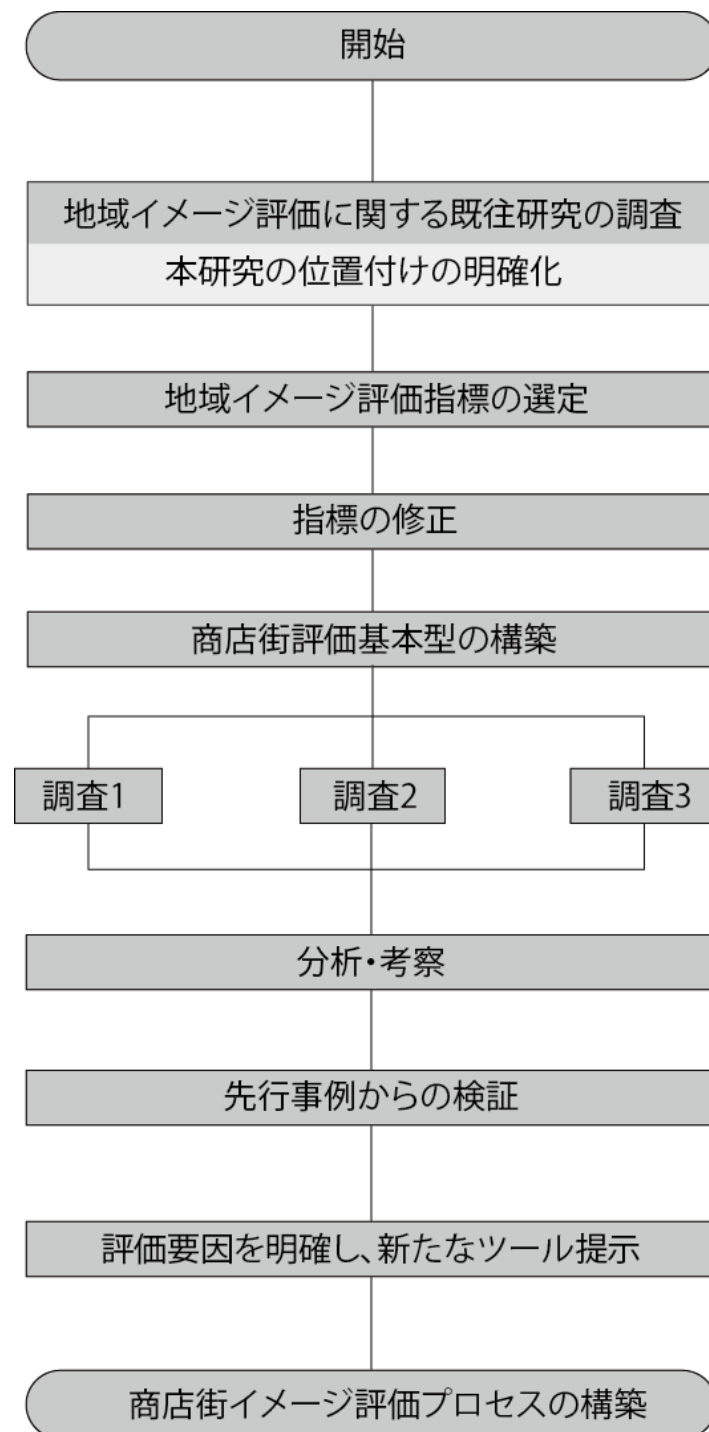 開始
地域イメージ評価に関する既往研究の調査
本研究の位置付けの明確化
地域イメージ評価指標の選定
指標の修正
商店街評価基本型の構築
調査1
調査2
調査3
分析・考察
先行事例からの検証
評価要因を明確し、新たなツール提示
商店街イメージ評価プロセスの構築